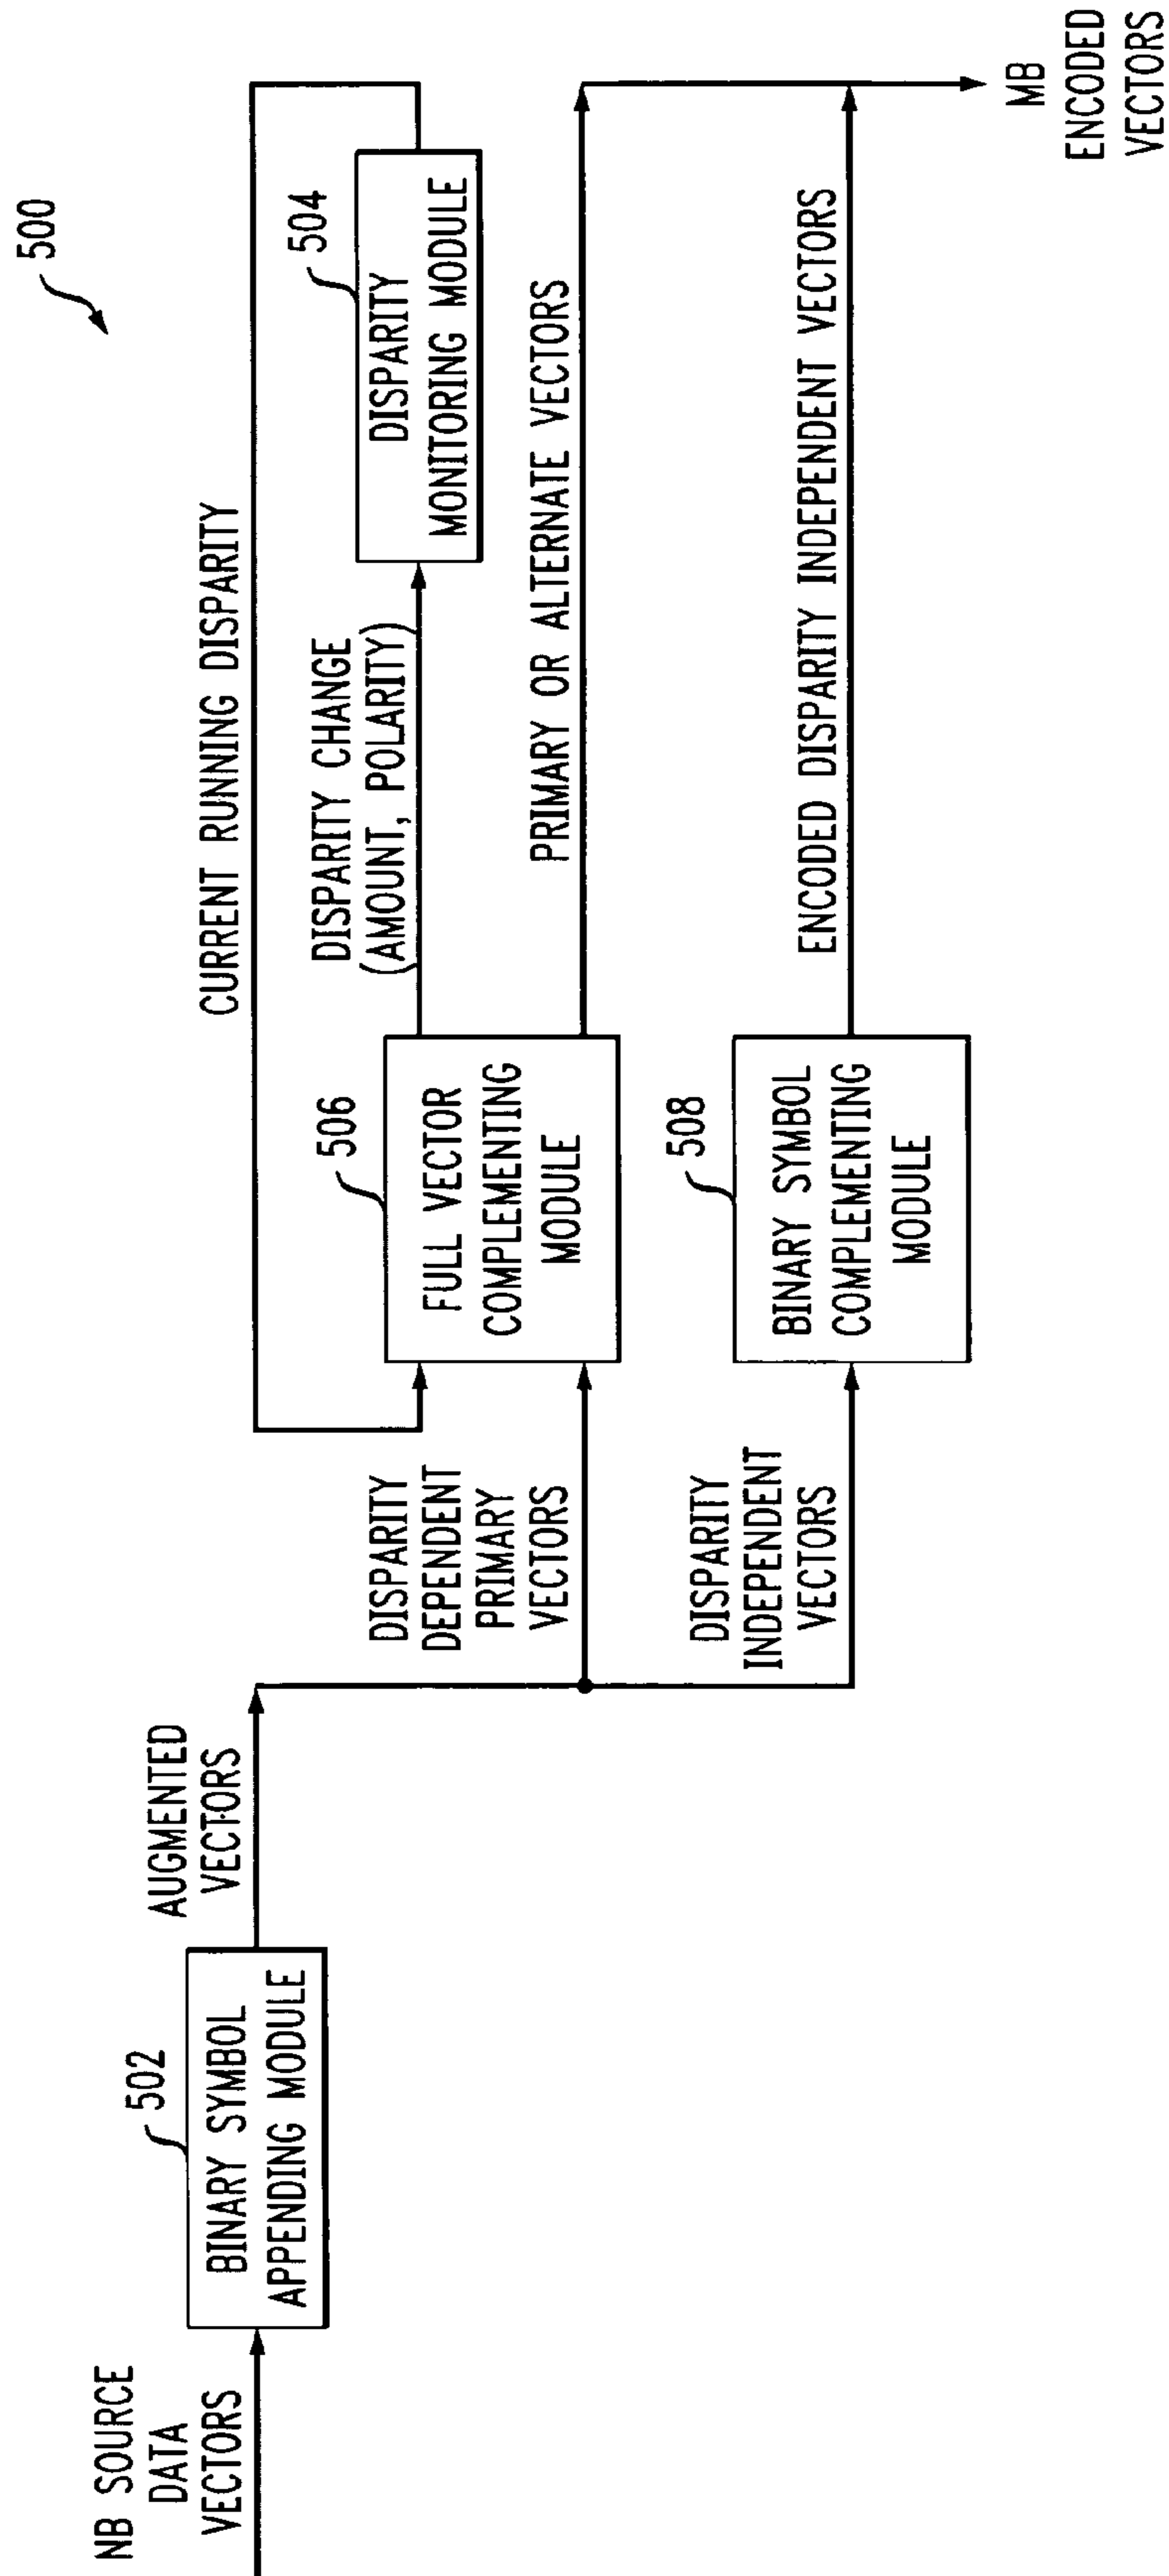 500
NB SOURCE
DATA
VECTORS
502
BINARY SYMBOL
APPENDING MODULE
AUGMENTED
VECTORS
CURRENT RUNNING DISPARITY
DISPARITY
DEPENDENT
PRIMARY
VECTORS
506
FULL VECTOR
COMPLEMENTING
MODULE
DISPARITY CHANGE
(AMOUNT, POLARITY)
504
DISPARITY
MONITORING MODULE
PRIMARY OR ALTERNATE VECTORS
DISPARITY
INDEPENDENT
VECTORS
508
BINARY SYMBOL
COMPLEMENTING
MODULE
ENCODED DISPARITY INDEPENDENT VECTORS
MB
ENCODED
VECTORS